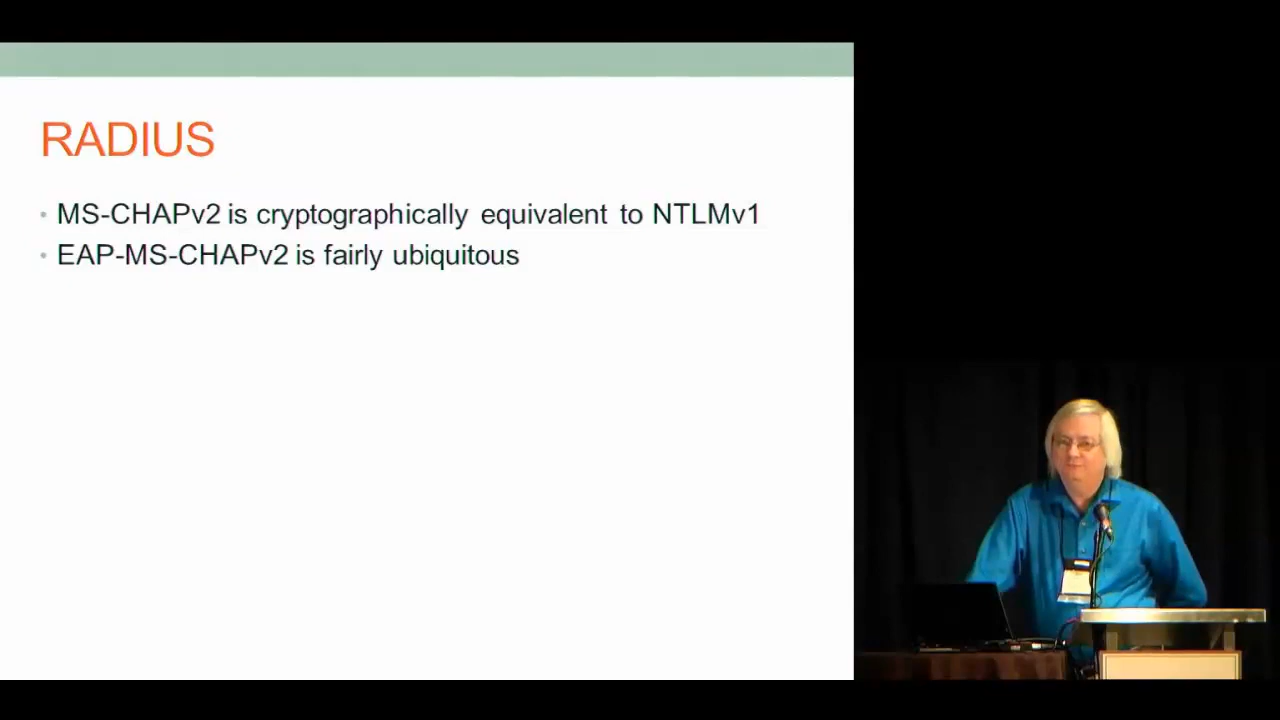 RADIUS
• MS-CHAPv2 is cryptographically equivalent to NTLMv1
• EAP-MS-CHAPv2 is fairly ubiquitous